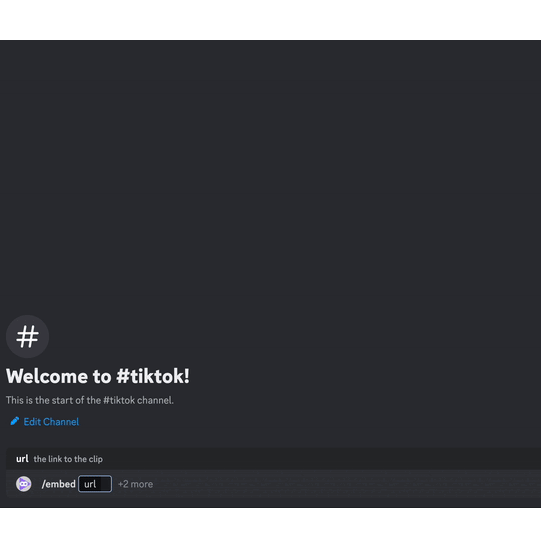 #
Welcome to #tiktok!
This is the start of the #tiktok channel.
Edit Channel
url the link to the clip
/embed url +2 more